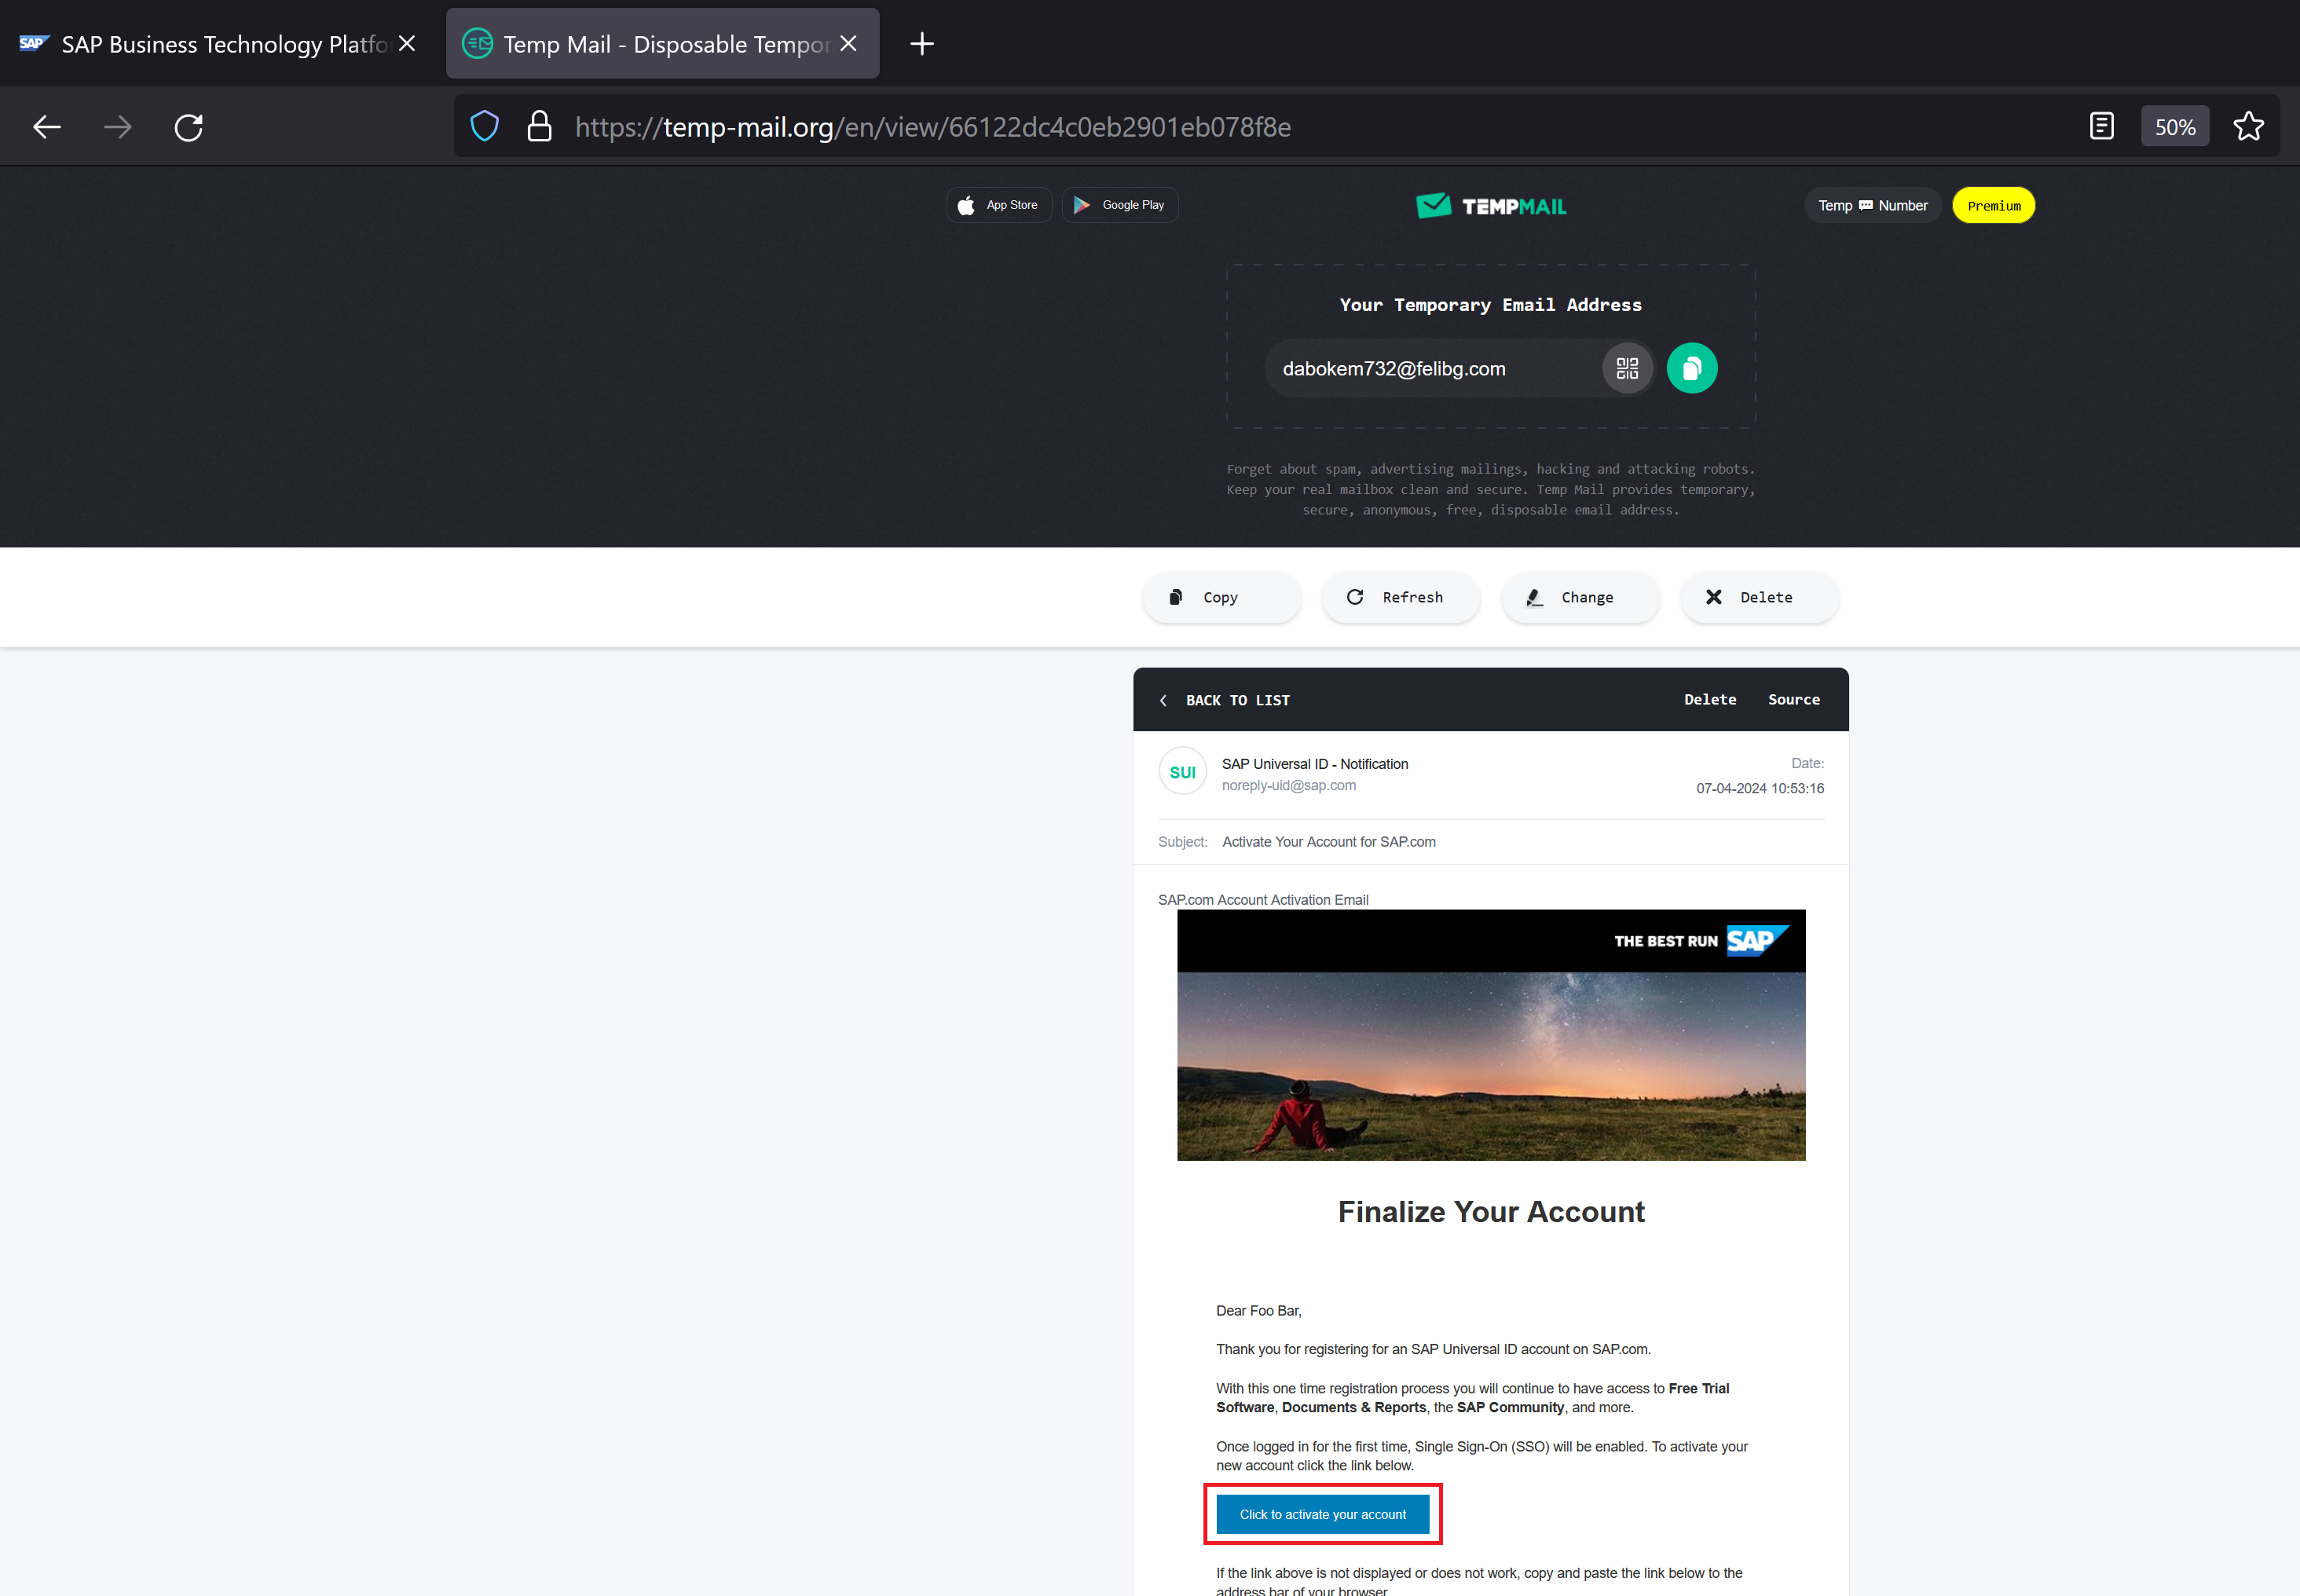 SAP Business Technology Platfo
Temp Mail - Disposable Tempor
https://temp-mail.org/en/view/66122dc4c0eb2901eb078f8e
50%
App Store
Google Play
TEMPMAIL
Temp Number
Premium
Your Temporary Email Address
dabokem732@felibg.com
Forget about spam, advertising mailings, hacking and attacking robots.
Keep your real mailbox clean and secure. Temp Mail provides temporary,
secure, anonymous, free, disposable email address.
Copy
Refresh
Change
Delete
BACK TO LIST
Delete
Source
SUI
SAP Universal ID - Notification
noreply-uid@sap.com
Date:
07-04-2024 10:53:16
Subject: Activate Your Account for SAP.com
SAP.com Account Activation Email
THE BEST RUN SAP
Finalize Your Account
Dear Foo Bar,
Thank you for registering for an SAP Universal ID account on SAP.com.
With this one time registration process you will continue to have access to Free Trial
Software, Documents & Reports, the SAP Community, and more.
Once logged in for the first time, Single Sign-On (SSO) will be enabled. To activate your
new account click the link below.
Click to activate your account
If the link above is not displayed or does not work, copy and paste the link below to the
address bar of your browser